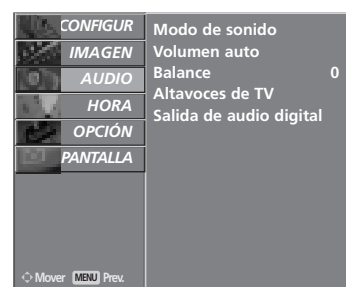 CONFIGUR
IMAGEN
AUDIO
HORA
OPCIÓN
PANTALLA
Mover MENU Prev.
Modo de sonido
Volumen auto
Balance 0
Altavoces de TV
Salida de audio digital